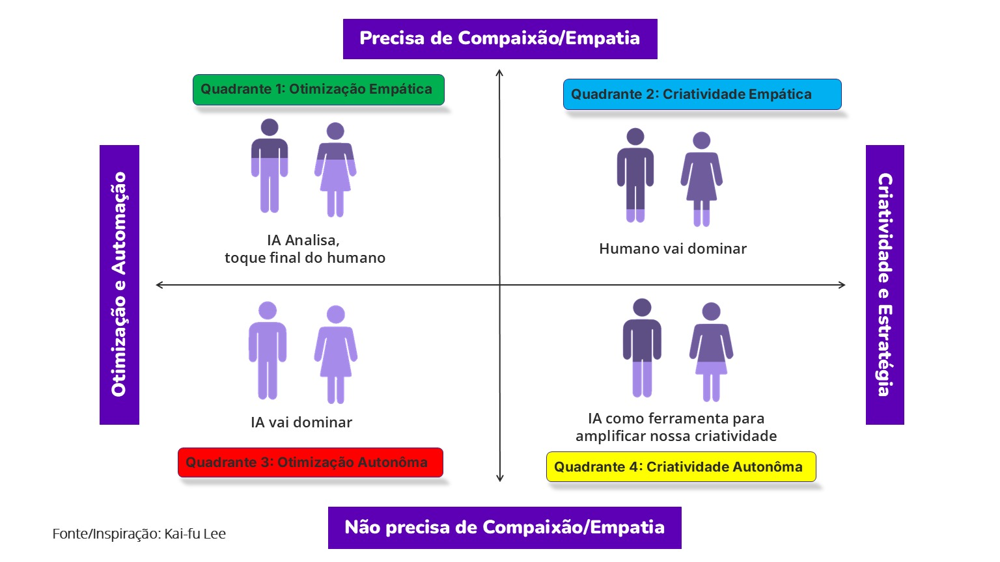 Precisa de Compaixão/Empatia
Quadrante 1: Otimização Empática
Quadrante 2: Criatividade Empática
Otimização e Automação
Criatividade e Estratégia
IA Analisa,
toque final do humano
Humano vai dominar
IA vai dominar
IA como ferramenta para
amplificar nossa criatividade
Quadrante 3: Otimização Autonôma
Quadrante 4: Criatividade Autonôma
Não precisa de Compaixão/Empatia
Fonte/Inspiração: Kai-fu Lee